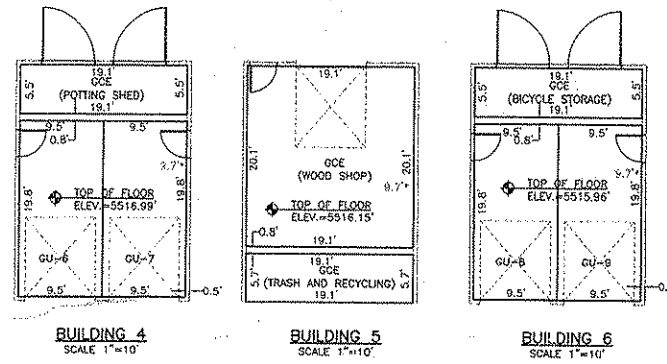 19.1'
GCE
(POTTING SHED)
19.1'
5.5'
5.5'
9.5'
9.5'
0.8'
19.8'
19.8'
TOP OF FLOOR
ELEV.=5516.99'
GU-6
GU-7
9.5'
9.5'
0.5'
BUILDING 4
SCALE 1"=10'
19.1'
20.1'
20.1'
GCE
(WOOD SHOP)
9.7'±
TOP OF FLOOR
ELEV.=5516.15'
0.8'
19.1'
GCE
(TRASH AND RECYCLING)
19.1'
5.7'
5.7'
BUILDING 5
SCALE 1"=10'
19.1'
GCE
(BICYCLE STORAGE)
19.1'
5.5'
5.5'
9.5'
9.5'
0.8'
9.7'±
19.8'
19.8'
TOP OF FLOOR
ELEV.=5515.96'
GU-8
GU-9
9.5'
9.5'
BUILDING 6
SCALE 1"=10'